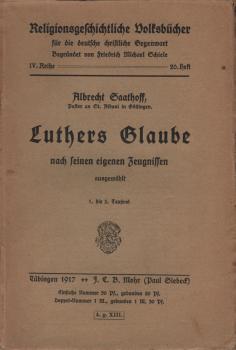 Religionsgeschichtliche Volksbücher
für die deutsche christliche Gegenwart
Begründet von Friedrich Michael Schiele
IV. Reihe 26. Heft
Albrecht Saathoff,
Pastor an St. Albani in Göttingen.
Luthers Glaube
nach seinen eigenen Zeugnissen
ausgewählt
1. bis 5. Tausend
Tübingen 1917 ++ J. C. B. Mohr (Paul Siebeck)
Einfache Nummer 50 Pf., gebunden 80 Pf.
Doppel-Nummer 1 M., gebunden 1 M. 30 Pf.